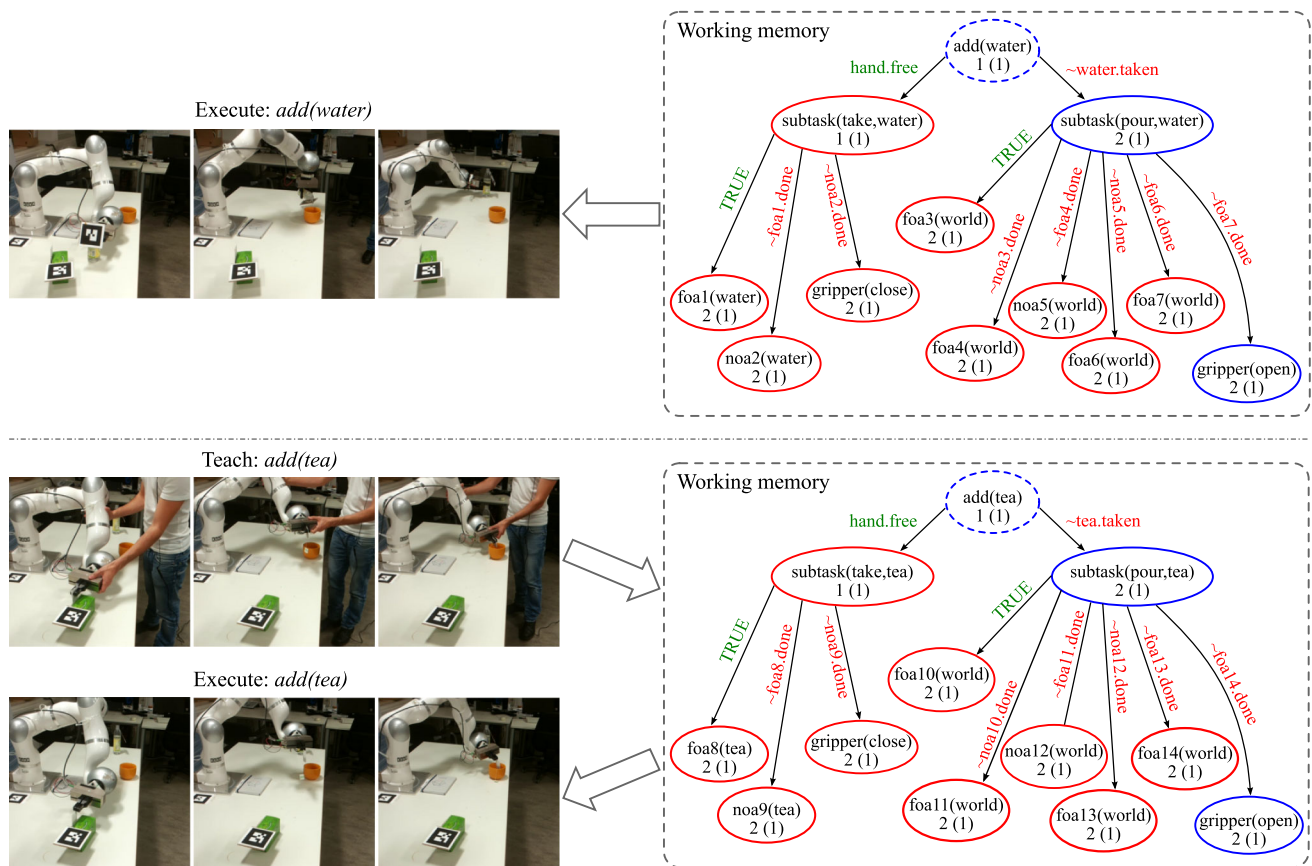 Working memory
add(water)
1 (1)
hand.free
~water.taken
Execute: add(water)
subtask(take,water)
1 (1)
subtask(pour,water)
2 (1)
TRUE
~foa1.done
~noa2.done
TRUE
~noa3.done
~foa4.done
~noa5.done
~foa6.done
~foa7.done
foa3(world)
2 (1)
foa1(water)
2 (1)
gripper(close)
2 (1)
noa5(world)
2 (1)
foa7(world)
2 (1)
noa2(water)
2 (1)
foa4(world)
2 (1)
foa6(world)
2 (1)
gripper(open)
2 (1)
Teach: add(tea)
Working memory
add(tea)
1 (1)
hand.free
~tea.taken
subtask(take,tea)
1 (1)
subtask(pour,tea)
2 (1)
TRUE
~foa8.done
~noa9.done
TRUE
~noa10.done
~foa11.done
~noa12.done
~foa13.done
~foa14.done
Execute: add(tea)
foa10(world)
2 (1)
foa8(tea)
2 (1)
gripper(close)
2 (1)
noa12(world)
2 (1)
foa14(world)
2 (1)
noa9(tea)
2 (1)
foa11(world)
2 (1)
foa13(world)
2 (1)
gripper(open)
2 (1)